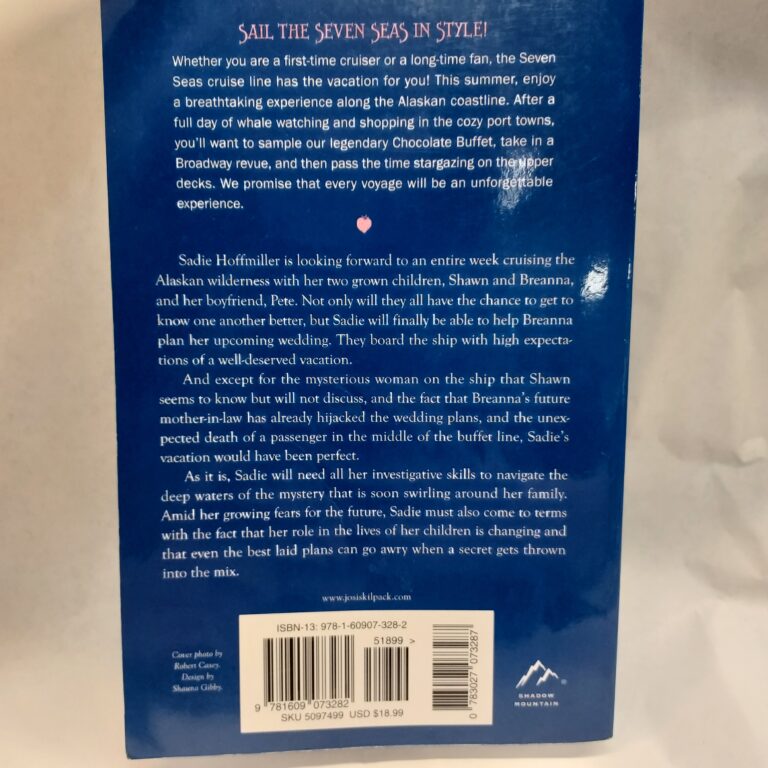 SAIL THE SEVEN SEAS IN STYLE!
Whether you are a first-time cruiser or a long-time fan, the Seven
Seas cruise line has the vacation for you! This summer, enjoy
a breathtaking experience along the Alaskan coastline. After a
full day of whale watching and shopping in the cozy port towns,
you'll want to sample our legendary Chocolate Buffet, take in a
Broadway revue, and then pass the time stargazing on the upper
decks. We promise that every voyage will be an unforgettable
experience.
Sadie Hoffmiller is looking forward to an entire week cruising the
Alaskan wilderness with her two grown children, Shawn and Breanna,
and her boyfriend, Pete. Not only will they all have the chance to get to
know one another better, but Sadie will finally be able to help Breanna
plan her upcoming wedding. They board the ship with high expecta-
tions of a well-deserved vacation.
And except for the mysterious woman on the ship that Shawn
seems to know but will not discuss, and the fact that Breanna's future
mother-in-law has already hijacked the wedding plans, and the unex-
pected death of a passenger in the middle of the buffet line, Sadie's
vacation would have been perfect.
As it is, Sadie will need all her investigative skills to navigate the
deep waters of the mystery that is soon swirling around her family.
Amid her growing fears for the future, Sadie must also come to terms
with the fact that her role in the lives of her children is changing and
that even the best laid plans can go awry when a secret gets thrown
into the mix.
www.josiskilpack.com
Cover photo by
Robert Casey.
Design by
Shauna Gibby.
ISBN-13: 978-1-60907-328-2
51899 >
9 781609 073282
SKU 5097499 USD $18.99
0 783027 073287
SHADOW
MOUNTAIN ®